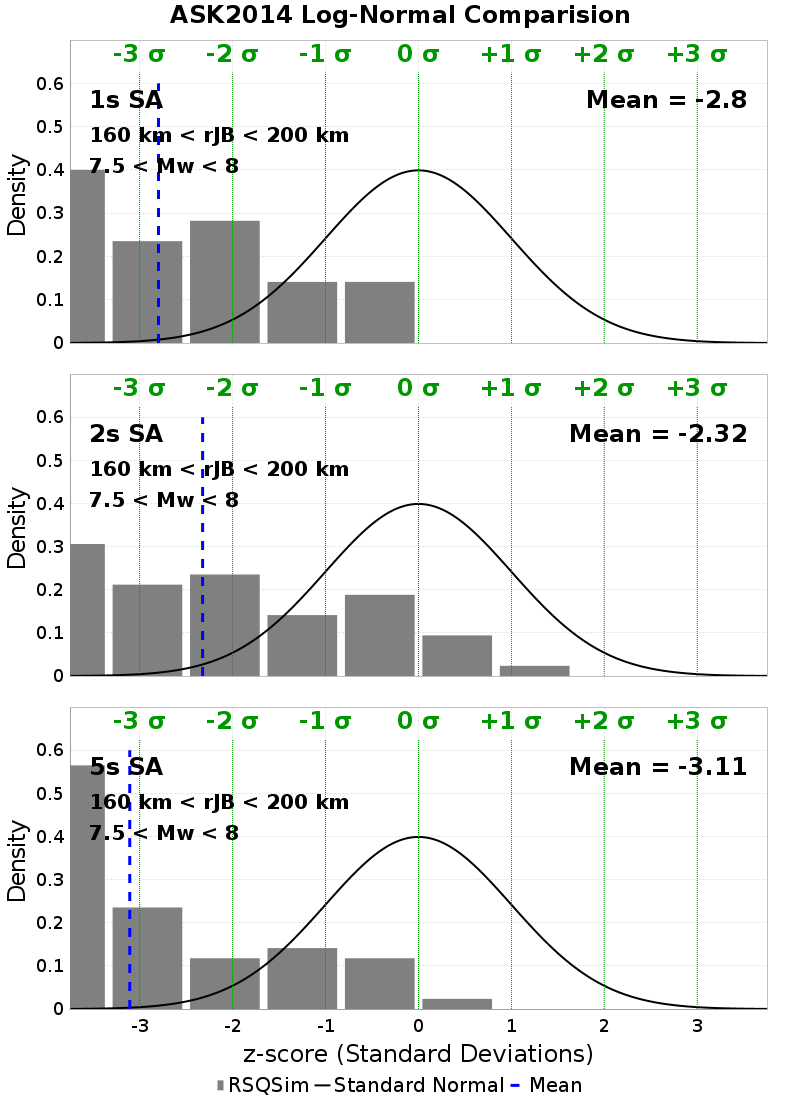 ASK2014 Log-Normal Comparision
-3 σ -2 σ -1 σ 0 σ +1 σ +2 σ +3 σ
1s SA Mean = -2.8
160 km < rJB < 200 km
7.5 < Mw < 8
Density
0.6
0.5
0.4
0.3
0.2
0.1
0
-3 σ -2 σ -1 σ 0 σ +1 σ +2 σ +3 σ
2s SA Mean = -2.32
160 km < rJB < 200 km
7.5 < Mw < 8
Density
0.6
0.5
0.4
0.3
0.2
0.1
0
-3 σ -2 σ -1 σ 0 σ +1 σ +2 σ +3 σ
5s SA Mean = -3.11
160 km < rJB < 200 km
7.5 < Mw < 8
Density
0.6
0.5
0.4
0.3
0.2
0.1
0
-3 -2 -1 0 1 2 3
z-score (Standard Deviations)
RSQSim Standard Normal Mean